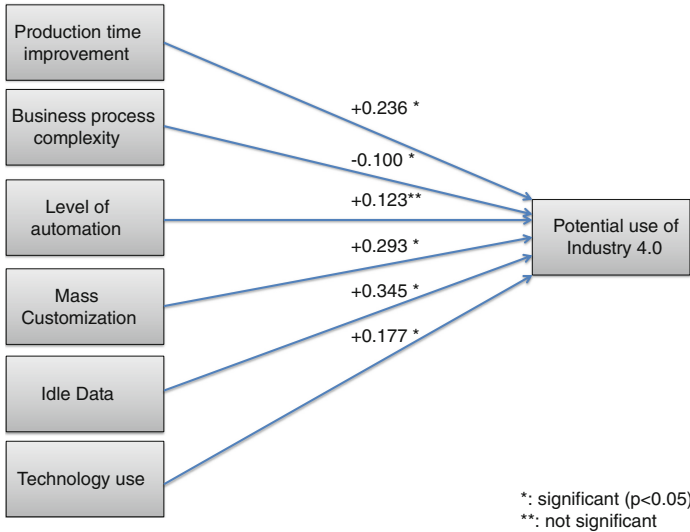 Production time
improvement
Business process
complexity
Level of
automation
Mass
Customization
Idle Data
Technology use
+0.236 *
-0.100 *
+0.123**
+0.293 *
+0.345 *
+0.177 *
Potential use of
Industry 4.0
*: significant (p<0.05)
**: not significant